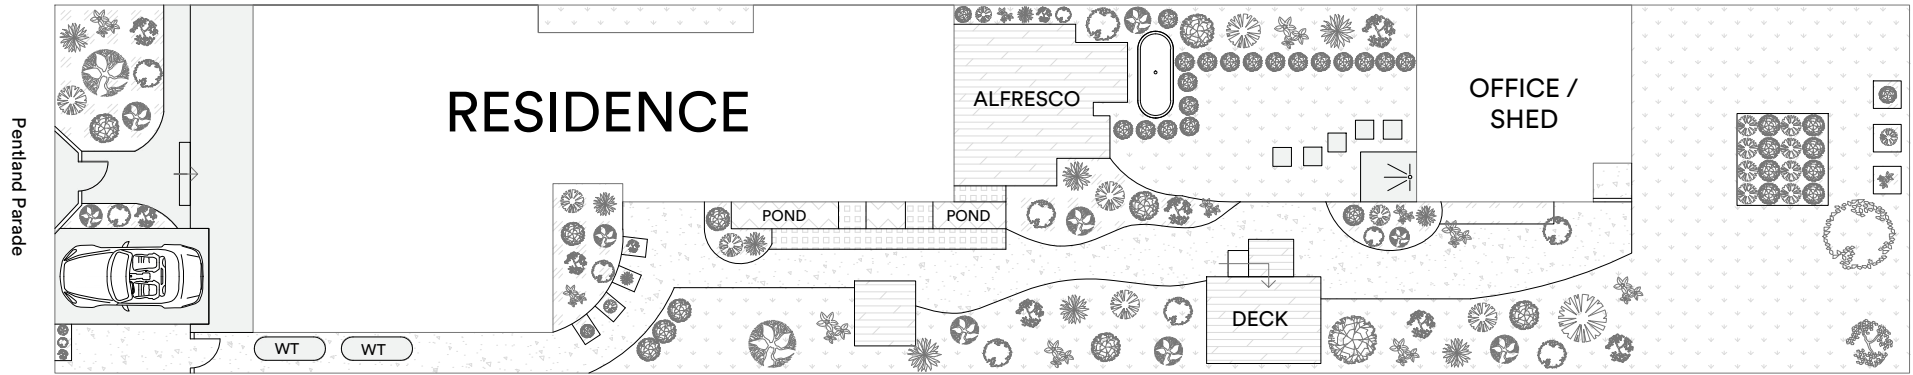 Pentland Parade
RESIDENCE
ALFRESCO
OFFICE /
SHED
POND
POND
DECK
WT
WT